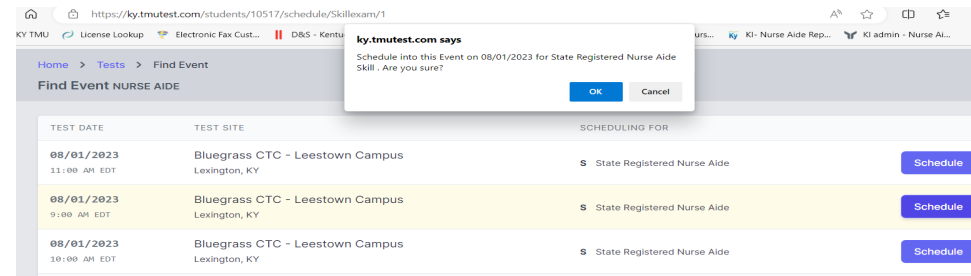 https://ky.tmutest.com/students/10517/schedule/Skillexam/1
KY TMU License Lookup Electronic Fax Cust... D&S - Kentu urs... Ky KI- Nurse Aide Rep... KI admin - Nurse Ai...
ky.tmutest.com says
Schedule into this Event on 08/01/2023 for State Registered Nurse Aide
Skill . Are you sure?
OK Cancel
Home > Tests > Find Event
Find Event NURSE AIDE
TEST DATE TEST SITE SCHEDULING FOR
08/01/2023 Bluegrass CTC - Leestown Campus
11:00 AM EDT Lexington, KY
S State Registered Nurse Aide Schedule
08/01/2023 Bluegrass CTC - Leestown Campus
9:00 AM EDT Lexington, KY
S State Registered Nurse Aide Schedule
08/01/2023 Bluegrass CTC - Leestown Campus
10:00 AM EDT Lexington, KY
S State Registered Nurse Aide Schedule